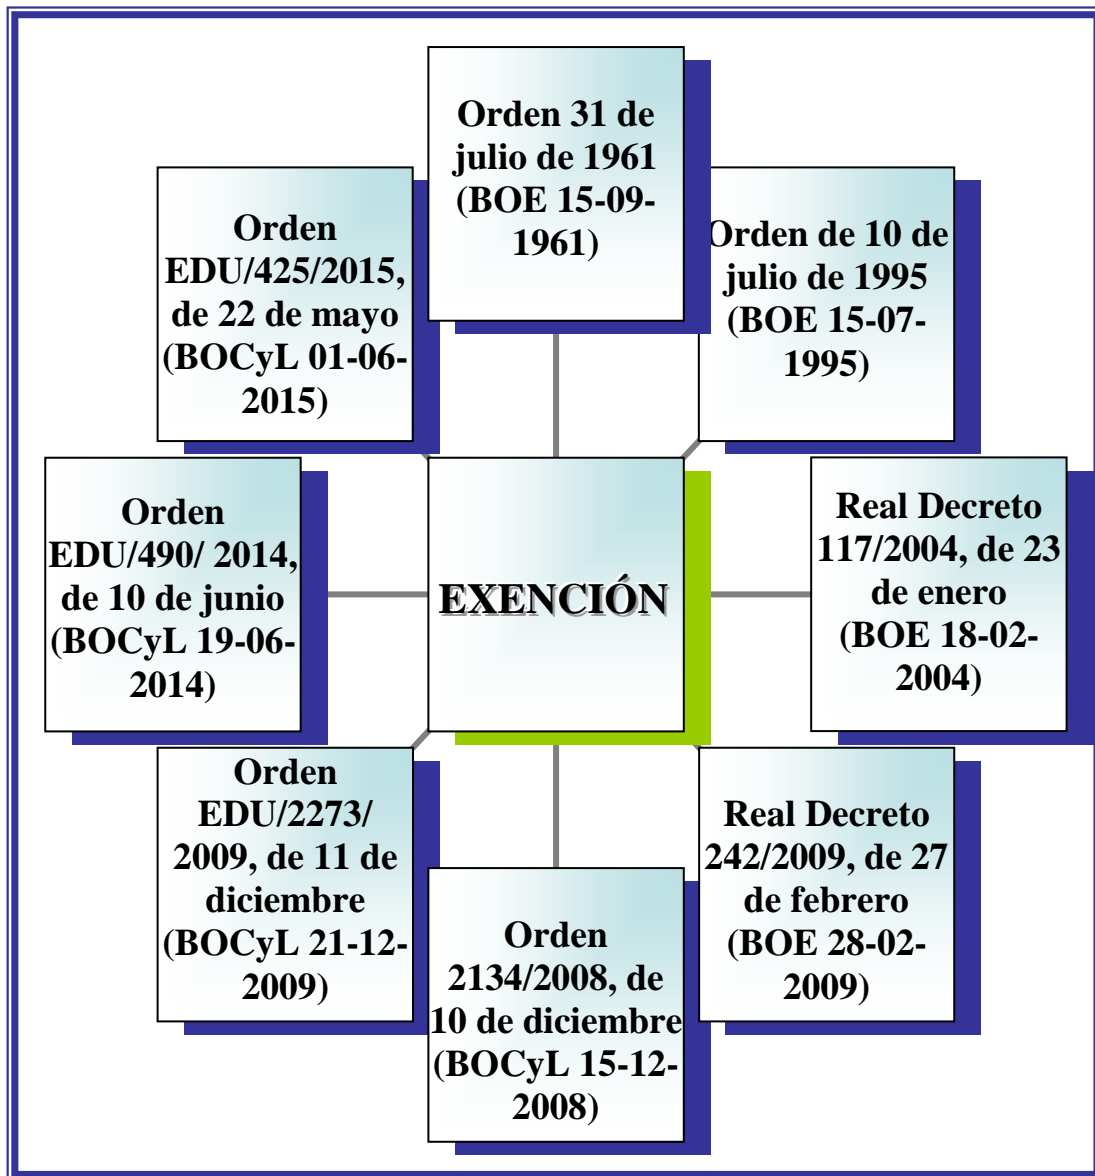 Orden 31 de
julio de 1961
(BOE 15-09-
1961)
Orden de 10 de
julio de 1995
(BOE 15-07-
1995)
Real Decreto
117/2004, de 23
de enero
(BOE 18-02-
2004)
Real Decreto
242/2009, de 27
de febrero
(BOE 28-02-
2009)
Orden
2134/2008, de
10 de diciembre
(BOCyL 15-12-
2008)
Orden
EDU/2273/
2009, de 11 de
diciembre
(BOCyL 21-12-
2009)
Orden
EDU/490/ 2014,
de 10 de junio
(BOCyL 19-06-
2014)
Orden
EDU/425/2015,
de 22 de mayo
(BOCyL 01-06-
2015)
EXENCIÓN